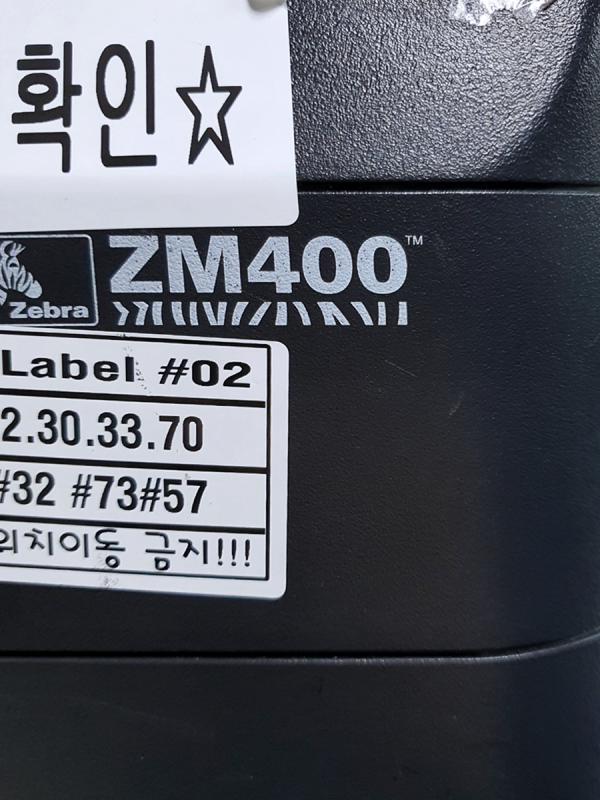 확인☆
ZM400™
Zebra
Label #02
2.30.33.70
#32 #73#57
위치이동 금지!!!